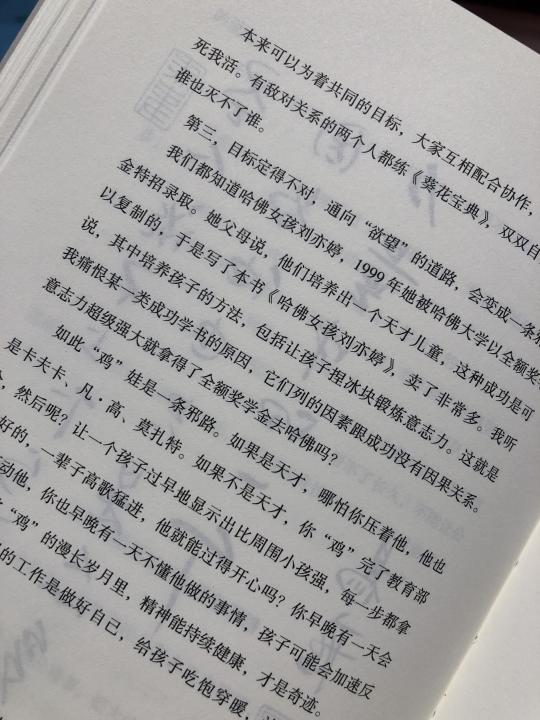 本来可以为着共同的目标，大家互相配合协作，
死我活。有敌对关系的两个人都练《葵花宝典》，双双自
谁也灭不了谁。
第三，目标定得不对，通向“欲望”的道路，会变成一条邪
我们都知道哈佛女孩刘亦婷，1999年她被哈佛大学以全额奖学
金特招录取。她父母说，他们培养出一个天才儿童，这种成功是可
以复制的，于是写了本书《哈佛女孩刘亦婷》，卖了非常多。我听
说，其中培养孩子的方法，包括让孩子捏冰块锻炼意志力。这就是
我痛恨某一类成功学书的原因，它们列的因素跟成功没有因果关系。
意志力超级强大就拿得了全额奖学金去哈佛吗？
如此“鸡”娃是一条邪路。如果是天才，哪怕你压着他，他也
是卡夫卡、凡·高、莫扎特。如果不是天才，你“鸡”完了教育部
，然后呢？让一个孩子过早地显示出比周围小孩强，每一步都拿
好的，一辈子高歌猛进，他就能过得开心吗？你早晚有一天会
动他，你也早晚有一天不懂他做的事情，孩子可能会加速反
“鸡”的漫长岁月里，精神能持续健康，才是奇迹。
的工作是做好自己，给孩子吃饱穿暖，